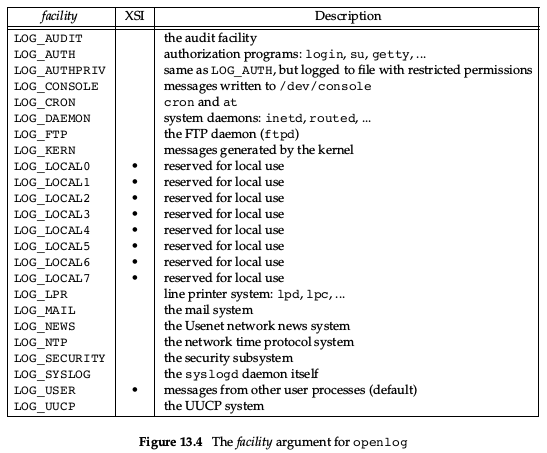 facility XSI Description
LOG_AUDIT the audit facility
LOG_AUTH authorization programs: login, su, getty, ...
LOG_AUTHPRIV same as LOG_AUTH, but logged to file with restricted permissions
LOG_CONSOLE messages written to /dev/console
LOG_CRON cron and at
LOG_DAEMON system daemons: inetd, routed, ...
LOG_FTP the FTP daemon (ftpd)
LOG_KERN messages generated by the kernel
LOG_LOCAL0 • reserved for local use
LOG_LOCAL1 • reserved for local use
LOG_LOCAL2 • reserved for local use
LOG_LOCAL3 • reserved for local use
LOG_LOCAL4 • reserved for local use
LOG_LOCAL5 • reserved for local use
LOG_LOCAL6 • reserved for local use
LOG_LOCAL7 • reserved for local use
LOG_LPR line printer system: lpd, lpc, ...
LOG_MAIL the mail system
LOG_NEWS the Usenet network news system
LOG_NTP the network time protocol system
LOG_SECURITY the security subsystem
LOG_SYSLOG the syslogd daemon itself
LOG_USER • messages from other user processes (default)
LOG_UUCP the UUCP system
Figure 13.4 The facility argument for openlog